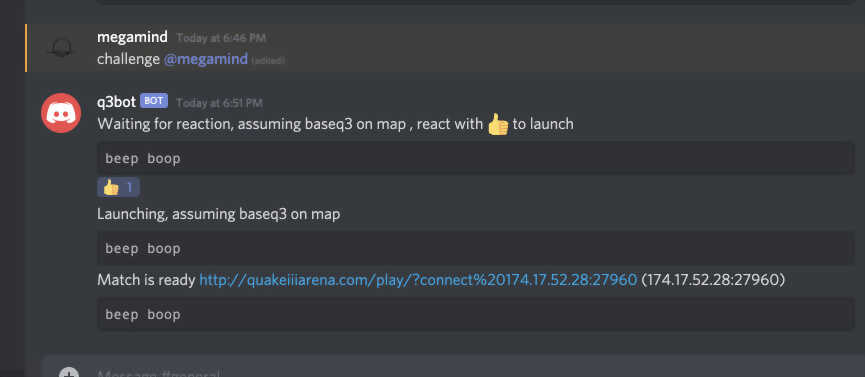 megamind Today at 6:46 PM
challenge @megamind (edited)
q3bot BOT Today at 6:51 PM
Waiting for reaction, assuming baseq3 on map , react with 👍 to launch
beep boop
👍 1
Launching, assuming baseq3 on map
beep boop
Match is ready http://quakeiiiarena.com/play/?connect%20174.17.52.28:27960 (174.17.52.28:27960)
beep boop
Message #general